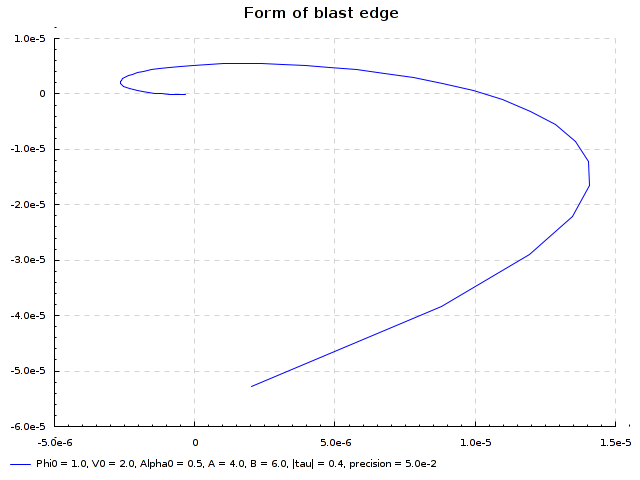 Form of blast edge
1.0e-5
0
-1.0e-5
-2.0e-5
-3.0e-5
-4.0e-5
-5.0e-5
-6.0e-5
-5.0e-6 0 5.0e-6 1.0e-5 1.5e-5
Phi0 = 1.0, V0 = 2.0, Alpha0 = 0.5, A = 4.0, B = 6.0, |tau| = 0.4, precision = 5.0e-2